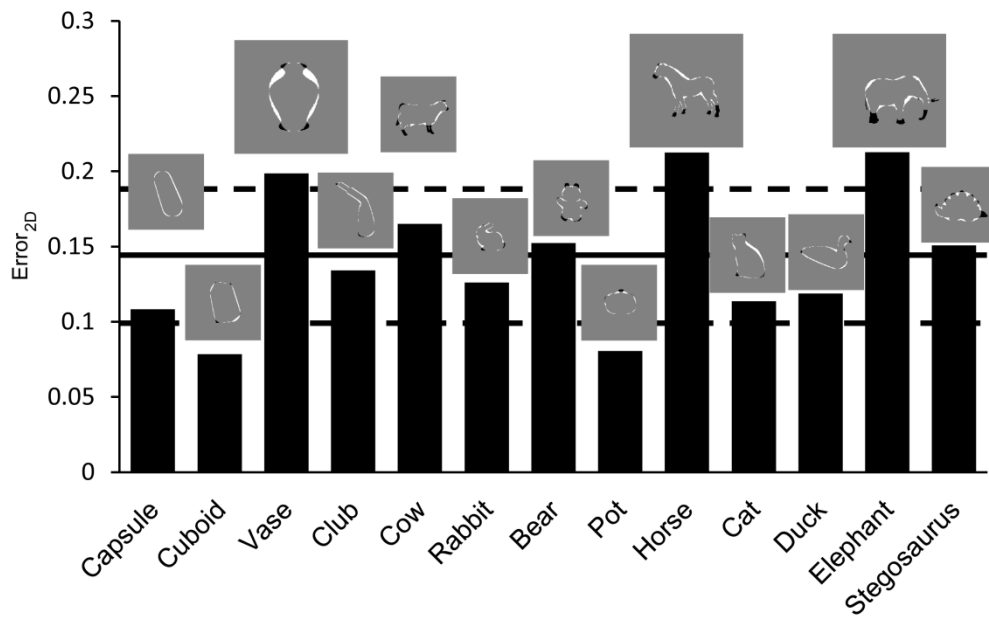 0.3
0.25
0.2
0.15
0.1
0.05
0
Error2D
Capsule
Cuboid
Vase
Club
Cow
Rabbit
Bear
Pot
Horse
Cat
Duck
Elephant
Stegosaurus